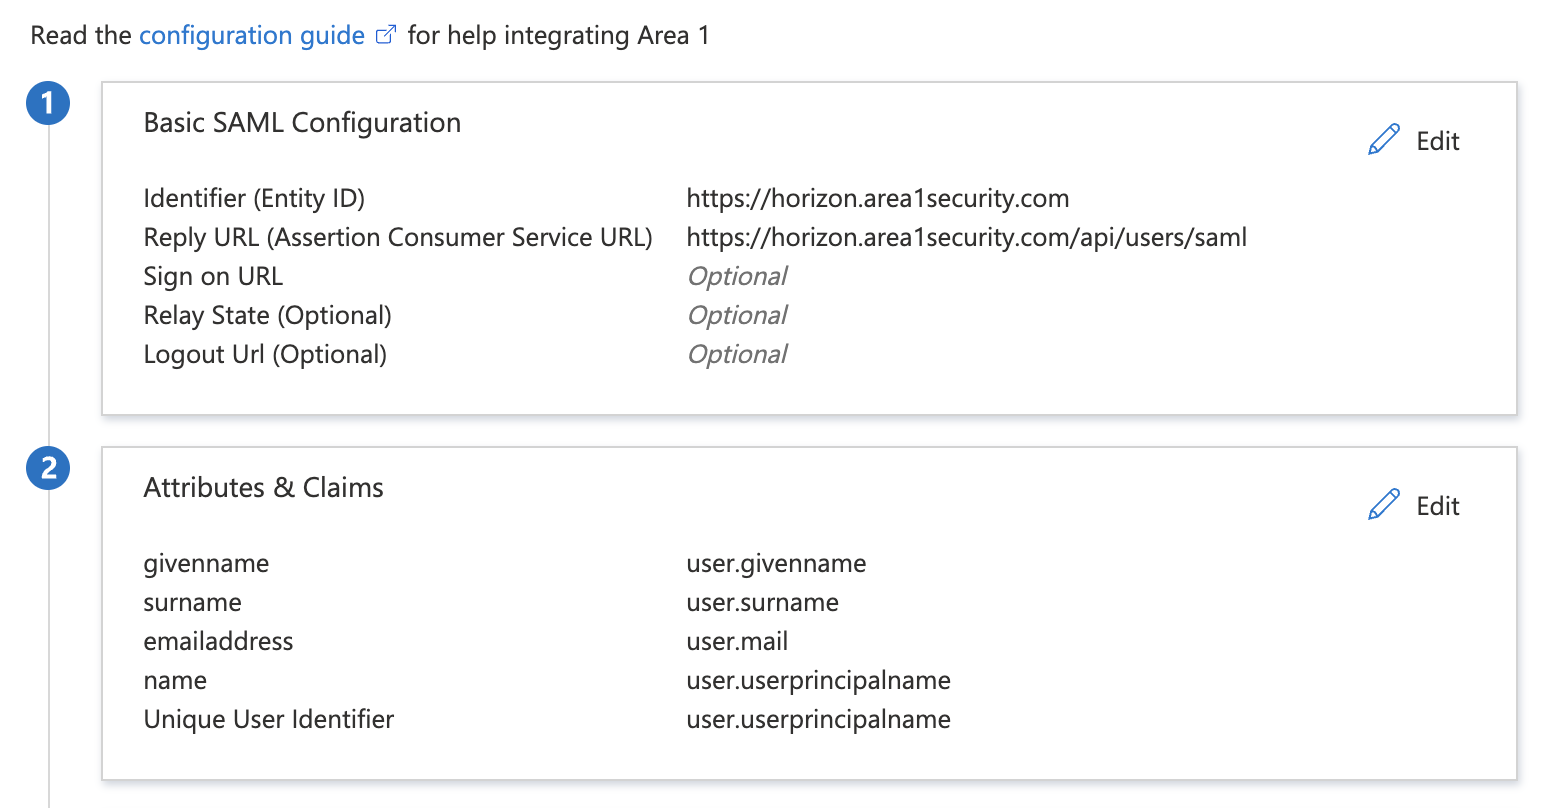 Read the configuration guide for help integrating Area 1
1
Basic SAML Configuration
Edit
Identifier (Entity ID) https://horizon.area1security.com
Reply URL (Assertion Consumer Service URL) https://horizon.area1security.com/api/users/saml
Sign on URL Optional
Relay State (Optional) Optional
Logout Url (Optional) Optional
2
Attributes & Claims
Edit
givenname user.givenname
surname user.surname
emailaddress user.mail
name user.userprincipalname
Unique User Identifier user.userprincipalname